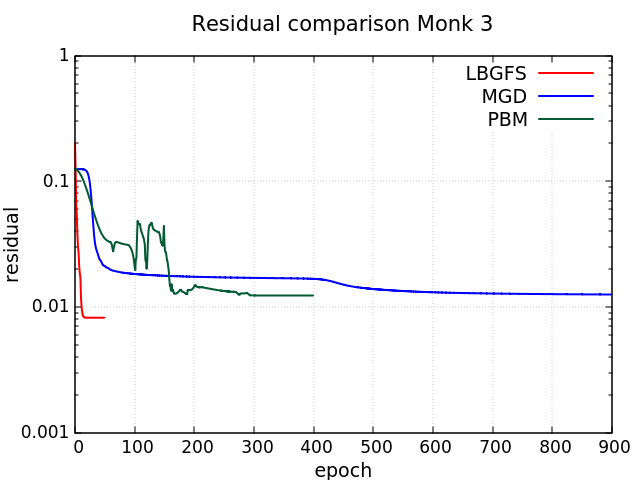 Residual comparison Monk 3
1
0.1
0.01
0.001
residual
LBGFS
MGD
PBM
0 100 200 300 400 500 600 700 800 900
epoch